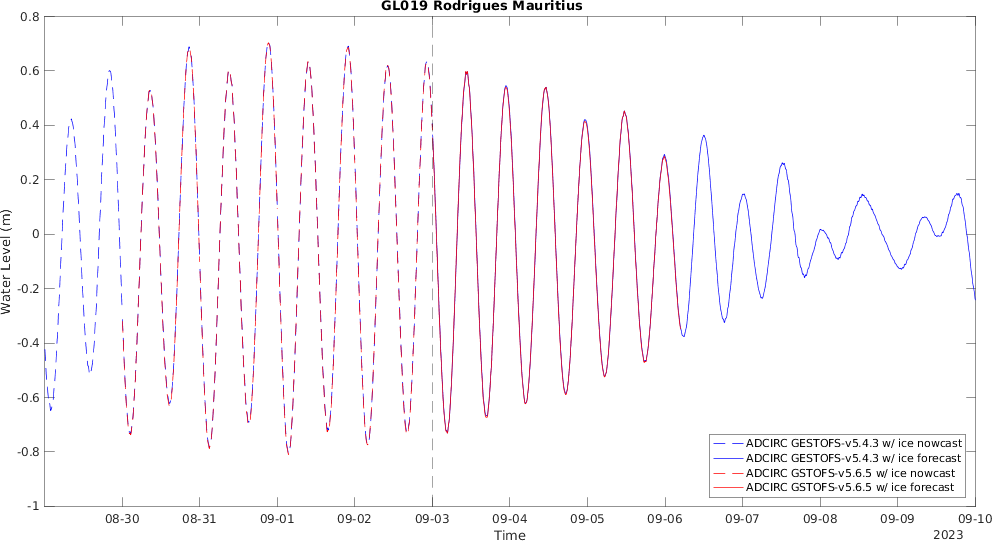 GL019 Rodrigues Mauritius
0.8
0.6
0.4
0.2
0
-0.2
-0.4
-0.6
-0.8
-1
Water Level (m)
ADCIRC GESTOFS-v5.4.3 w/ ice nowcast
ADCIRC GESTOFS-v5.4.3 w/ ice forecast
ADCIRC GSTOFS-v5.6.5 w/ ice nowcast
ADCIRC GSTOFS-v5.6.5 w/ ice forecast
08-30 08-31 09-01 09-02 09-03 09-04 09-05 09-06 09-07 09-08 09-09 09-10
Time
2023